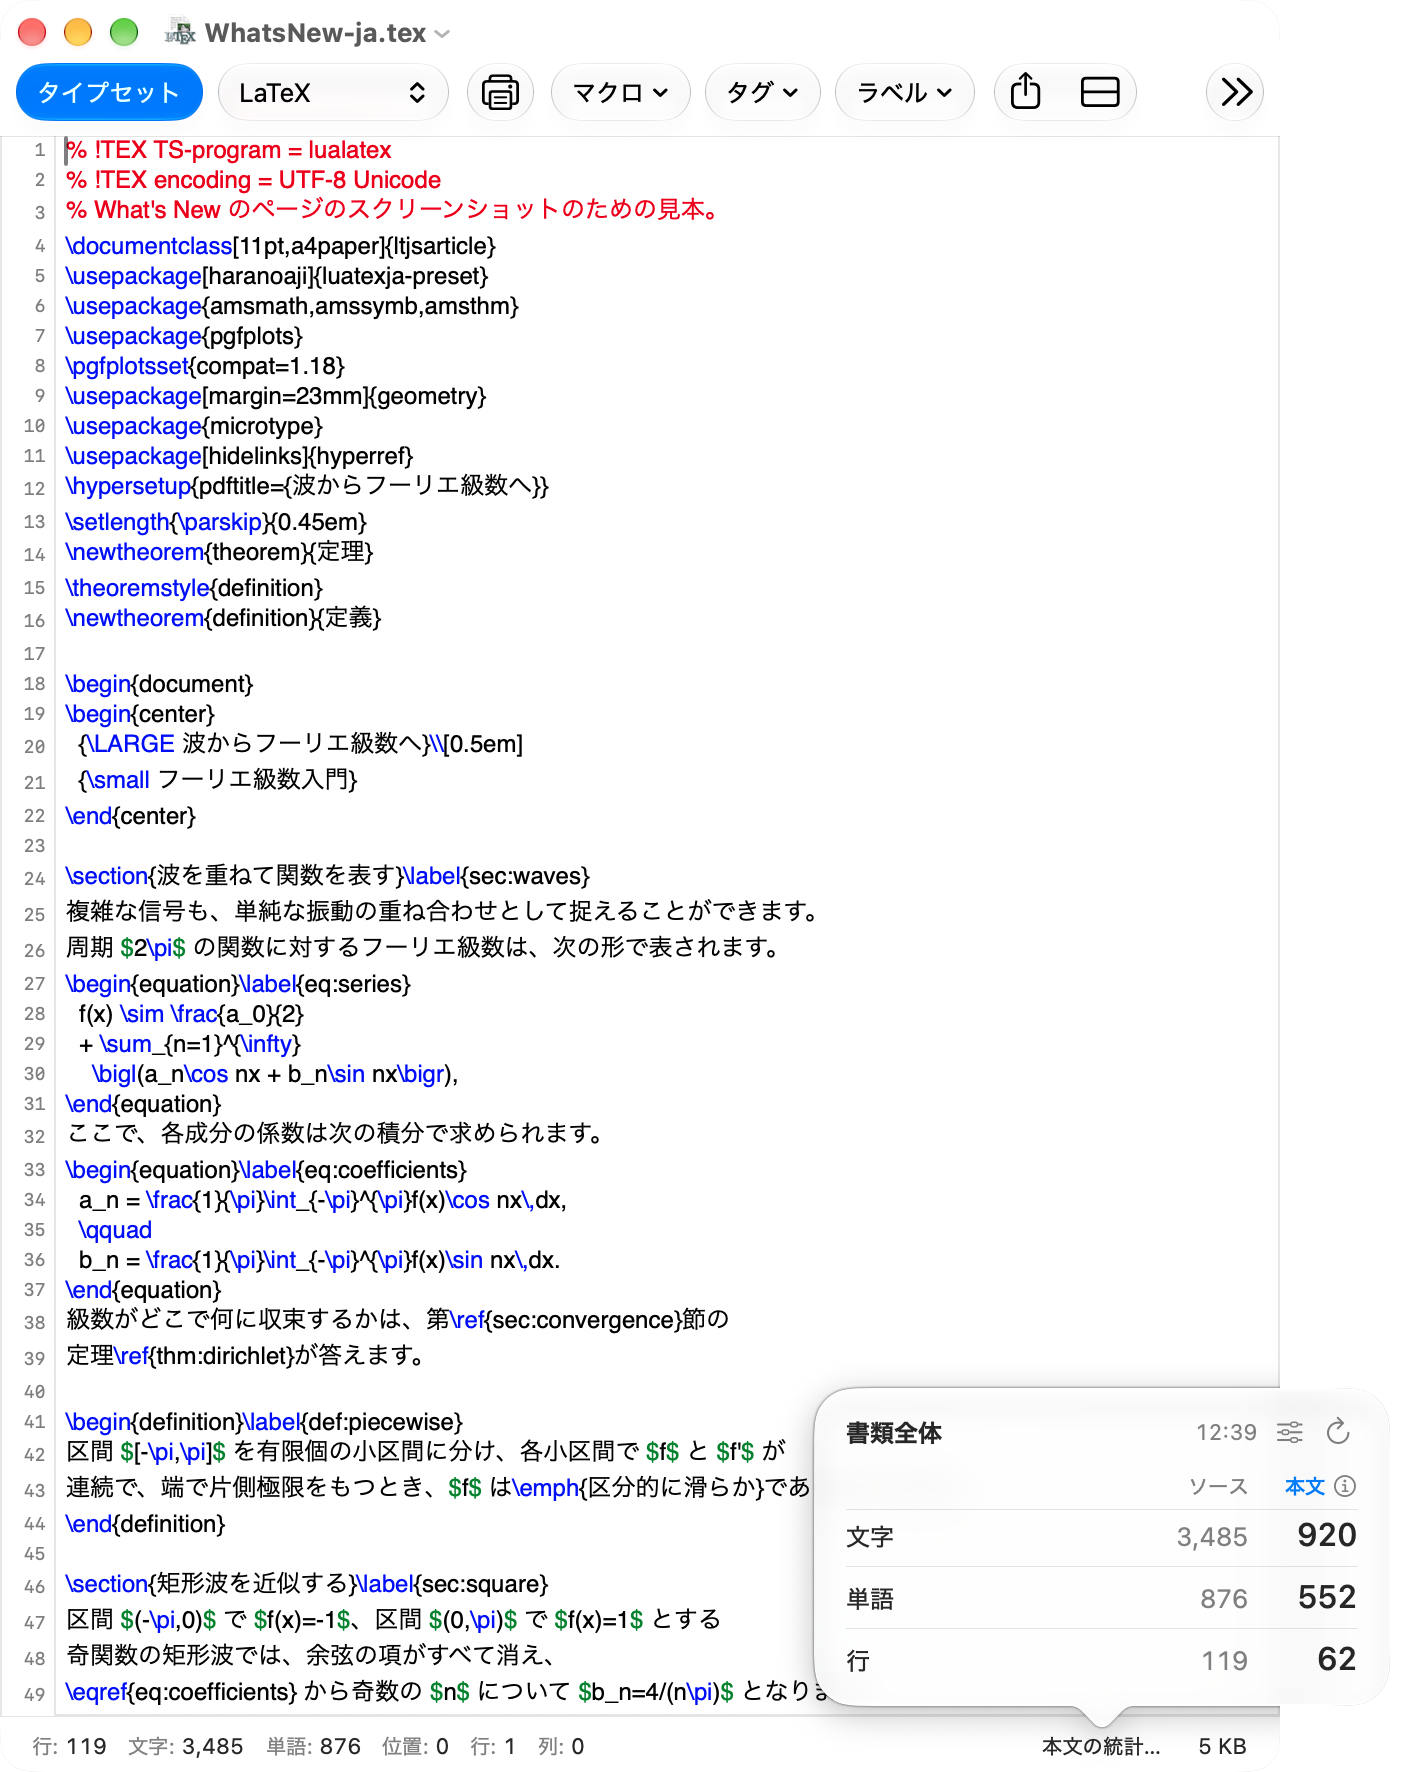 WhatsNew-ja.tex
タイプセット LaTeX マクロ タグ ラベル
1 % !TEX TS-program = lualatex
2 % !TEX encoding = UTF-8 Unicode
3 % What's New のページのスクリーンショットのための見本。
4 \documentclass[11pt,a4paper]{ltjsarticle}
5 \usepackage[haranoaji]{luatexja-preset}
6 \usepackage{amsmath,amssymb,amsthm}
7 \usepackage{pgfplots}
8 \pgfplotsset{compat=1.18}
9 \usepackage[margin=23mm]{geometry}
10 \usepackage{microtype}
11 \usepackage[hidelinks]{hyperref}
12 \hypersetup{pdftitle={波からフーリエ級数へ}}
13 \setlength{\parskip}{0.45em}
14 \newtheorem{theorem}{定理}
15 \theoremstyle{definition}
16 \newtheorem{definition}{定義}
17
18 \begin{document}
19 \begin{center}
20 {\LARGE 波からフーリエ級数へ}\\[0.5em]
21 {\small フーリエ級数入門}
22 \end{center}
23
24 \section{波を重ねて関数を表す}\label{sec:waves}
25 複雑な信号も、単純な振動の重ね合わせとして捉えることができます。
26 周期 $2\pi$ の関数に対するフーリエ級数は、次の形で表されます。
27 \begin{equation}\label{eq:series}
28 f(x) \sim \frac{a_0}{2}
29 + \sum_{n=1}^{\infty}
30 \bigl(a_n\cos nx + b_n\sin nx\bigr),
31 \end{equation}
32 ここで、各成分の係数は次の積分で求められます。
33 \begin{equation}\label{eq:coefficients}
34 a_n = \frac{1}{\pi}\int_{-\pi}^{\pi}f(x)\cos nx\,dx,
35 \qquad
36 b_n = \frac{1}{\pi}\int_{-\pi}^{\pi}f(x)\sin nx\,dx.
37 \end{equation}
38 級数がどこで何に収束するかは、第\ref{sec:convergence}節の
39 定理\ref{thm:dirichlet}が答えます。
40
41 \begin{definition}\label{def:piecewise}
42 区間 $[-\pi,\pi]$ を有限個の小区間に分け、各小区間で $f$ と $f'$ が
43 連続で、端で片側極限をもつとき、$f$ は\emph{区分的に滑らか}であ
44 \end{definition}
45
46 \section{矩形波を近似する}\label{sec:square}
47 区間 $(-\pi,0)$ で $f(x)=-1$、区間 $(0,\pi)$ で $f(x)=1$ とする
48 奇関数の矩形波では、余弦の項がすべて消え、
49 \eqref{eq:coefficients} から奇数の $n$ について $b_n=4/(n\pi)$ となりま
書類全体 12:39
ソース 本文
文字 3,485 920
単語 876 552
行 119 62
行: 119 文字: 3,485 単語: 876 位置: 0 行: 1 列: 0 本文の統計... 5 KB